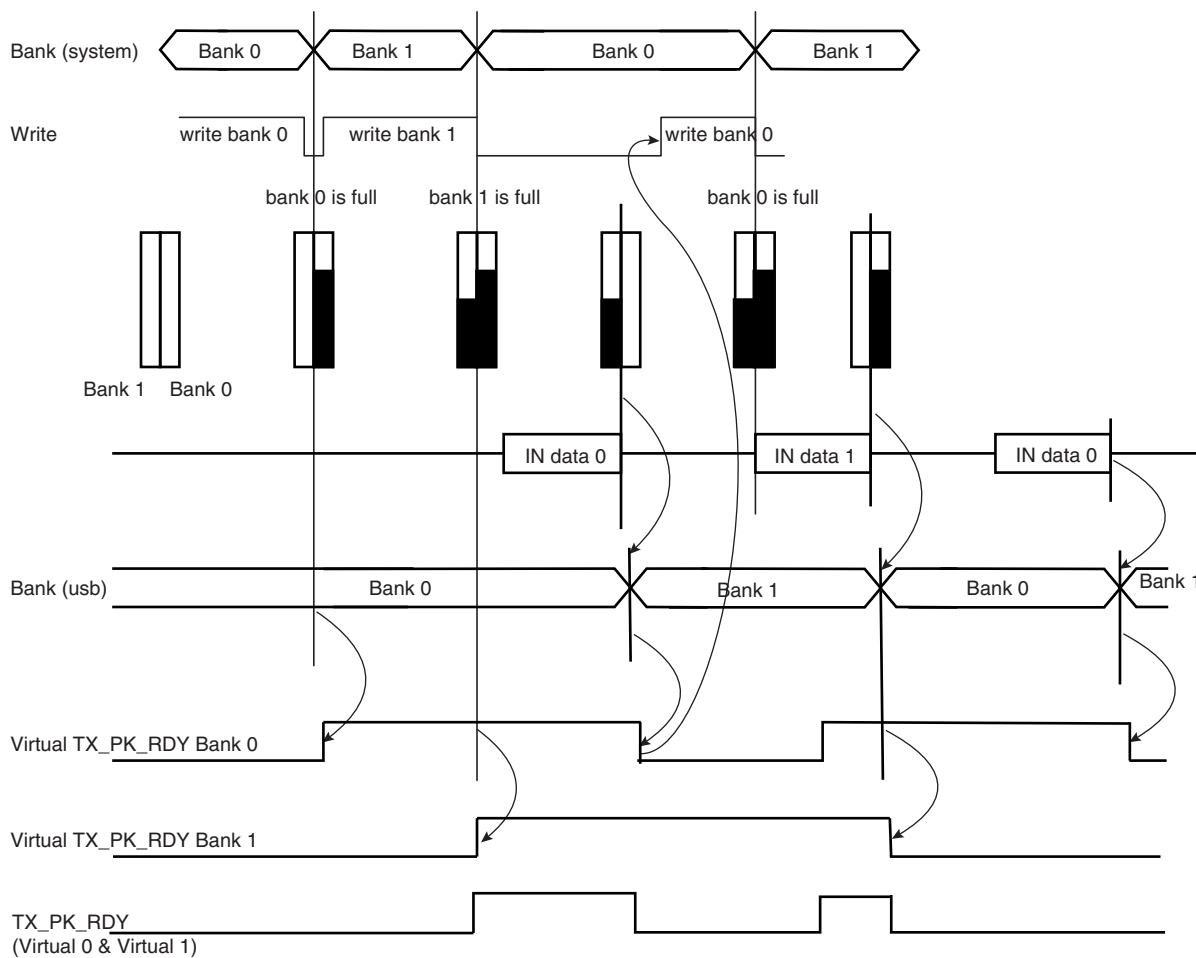 Bank (system)
Bank 0
Bank 1
Bank 0
Bank 1
Write
write bank 0
write bank 1
write bank 0
bank 0 is full
bank 1 is full
bank 0 is full
Bank 1
Bank 0
IN data 0
IN data 1
IN data 0
Bank (usb)
Bank 0
Bank 1
Bank 0
Bank 1
Virtual TX_PK_RDY Bank 0
Virtual TX_PK_RDY Bank 1
TX_PK_RDY
(Virtual 0 & Virtual 1)